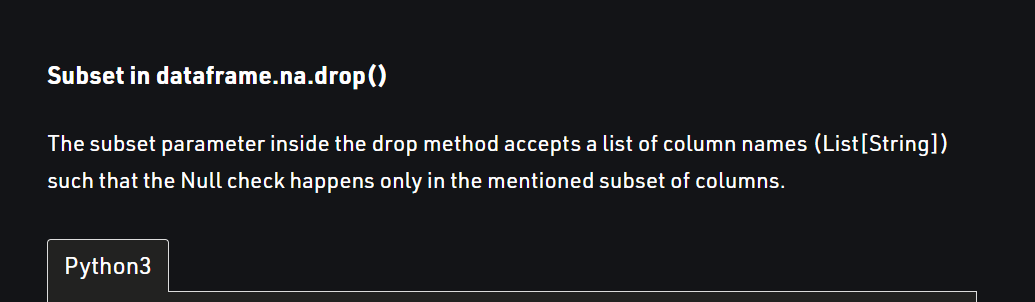 Subset in dataframe.na.drop()
The subset parameter inside the drop method accepts a list of column names (List[String])
such that the Null check happens only in the mentioned subset of columns.
Python3